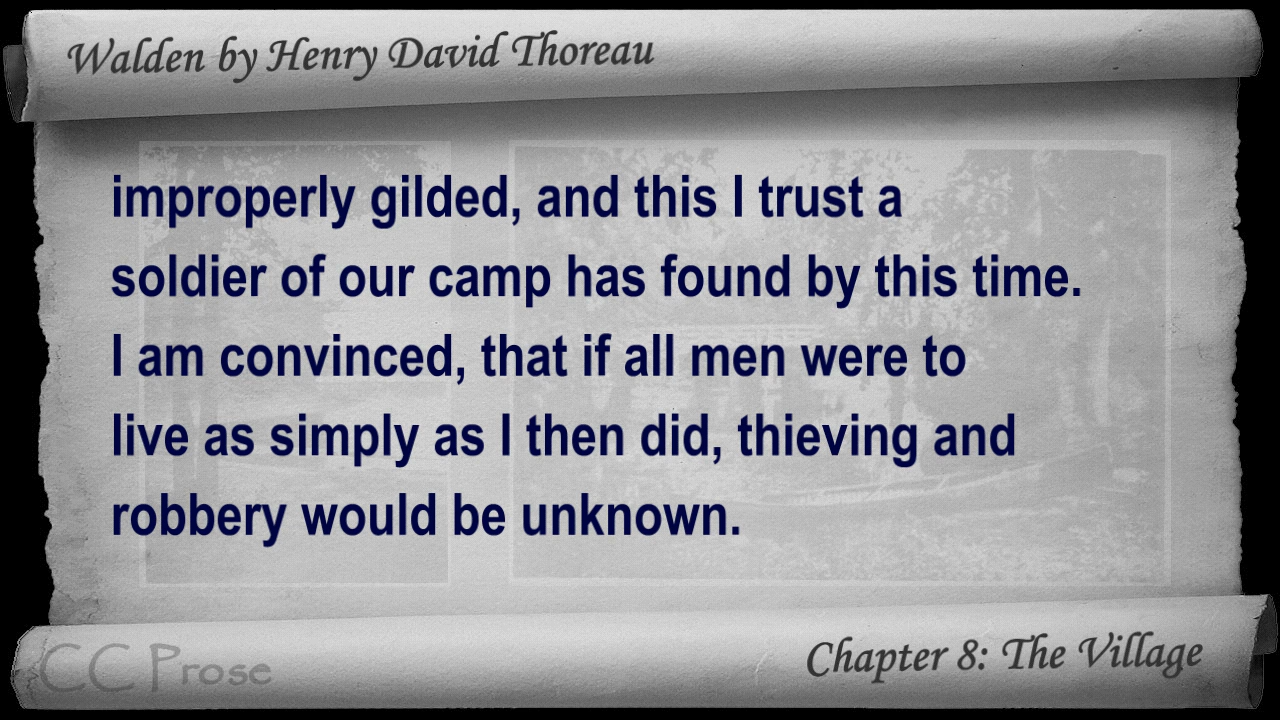 Walden by Henry David Thoreau
improperly gilded, and this I trust a
soldier of our camp has found by this time.
I am convinced, that if all men were to
live as simply as I then did, thieving and
robbery would be unknown.
CC Prose
Chapter 8: The Village